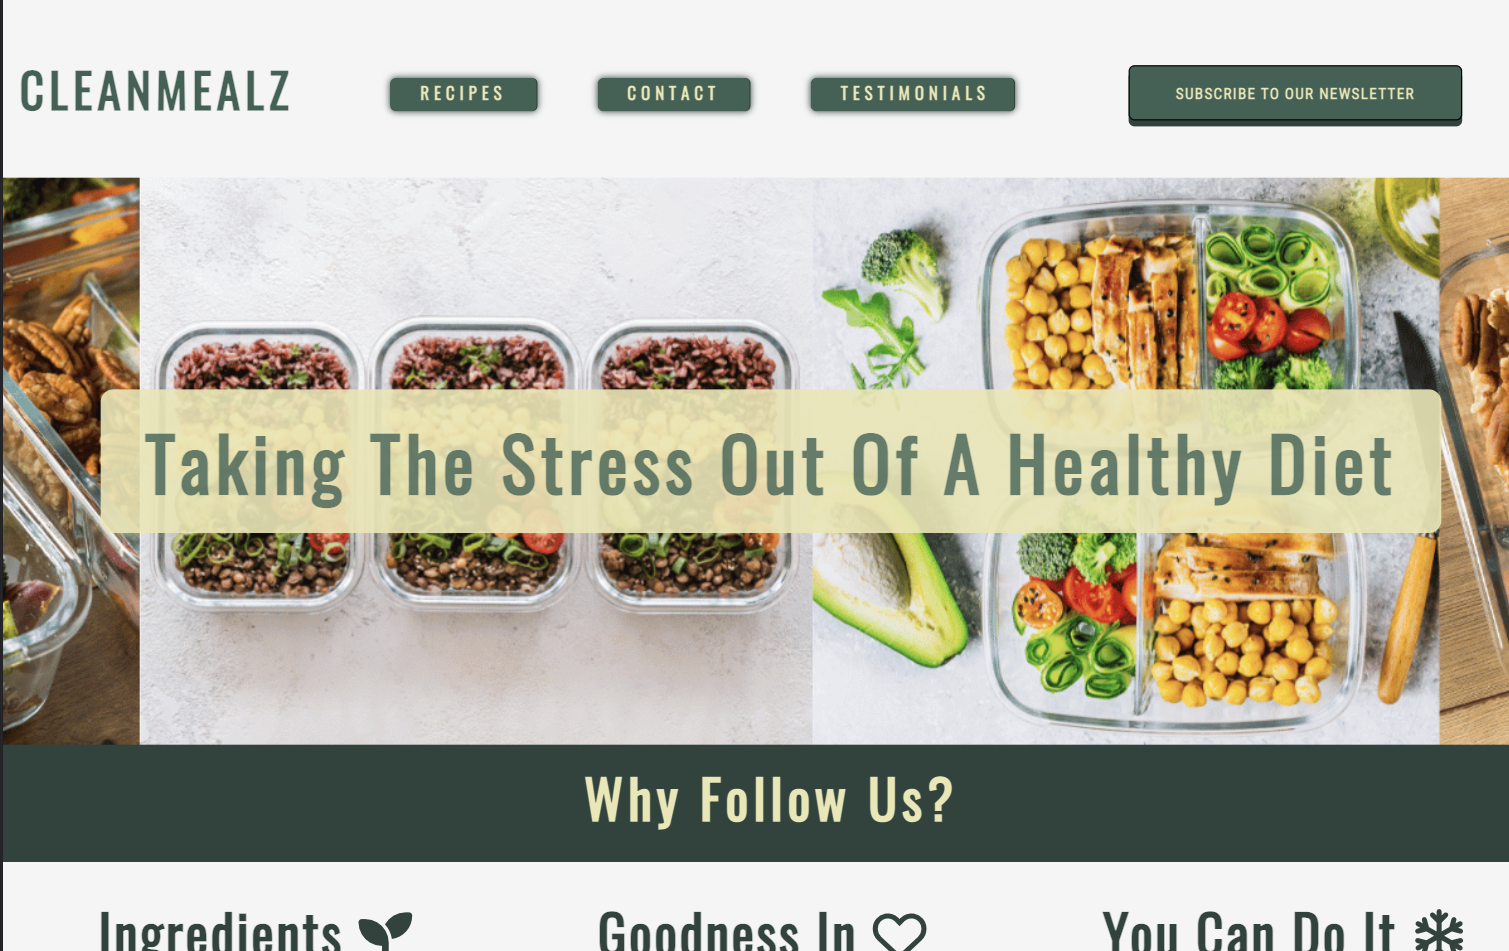 CLEANMEALZ
RECIPES
CONTACT
TESTIMONIALS
SUBSCRIBE TO OUR NEWSLETTER
Taking The Stress Out Of A Healthy Diet
Why Follow Us?
Ingredients
Goodness In
You Can Do It